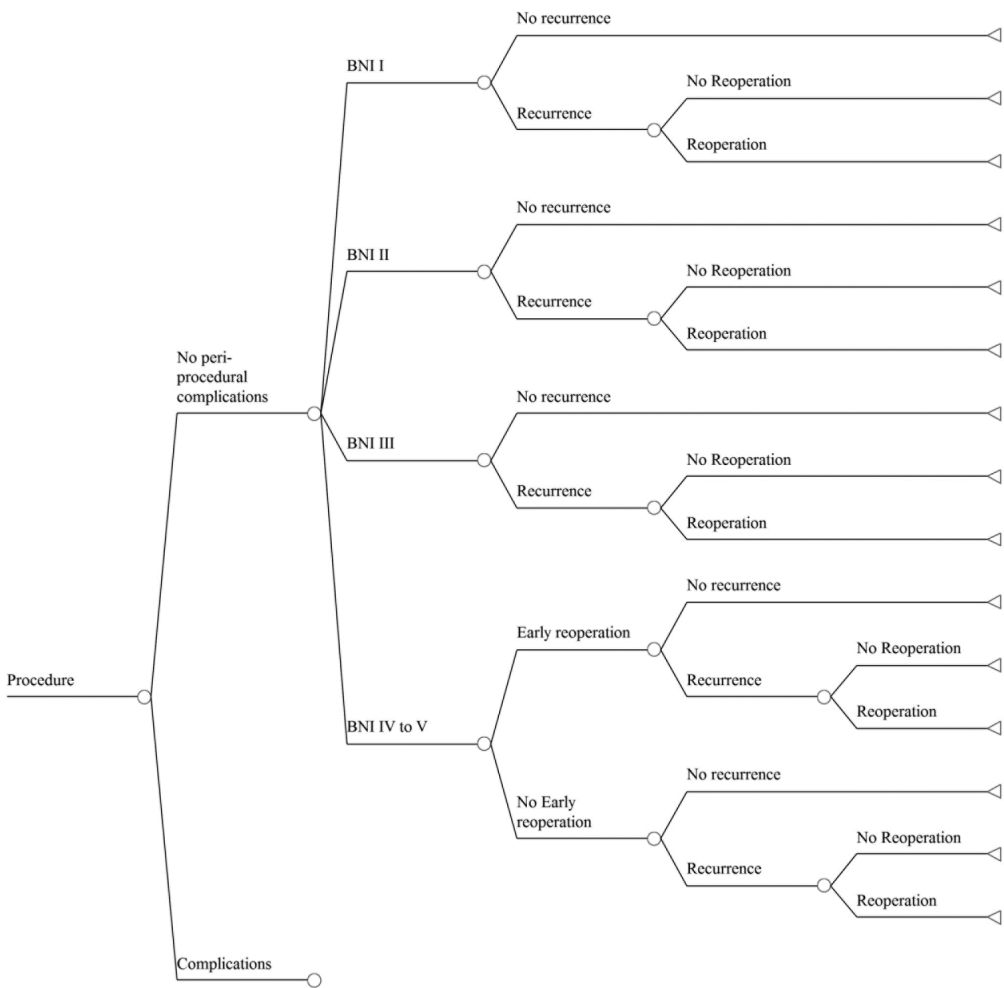 No recurrence
BNI I
No Reoperation
Recurrence
Reoperation
No recurrence
BNI II
No Reoperation
Recurrence
Reoperation
No peri-
procedural
complications
No recurrence
BNI III
No Reoperation
Recurrence
Reoperation
No recurrence
Early reoperation
No Reoperation
Recurrence
Reoperation
Procedure
BNI IV to V
No recurrence
No Early
reoperation
No Reoperation
Recurrence
Reoperation
Complications